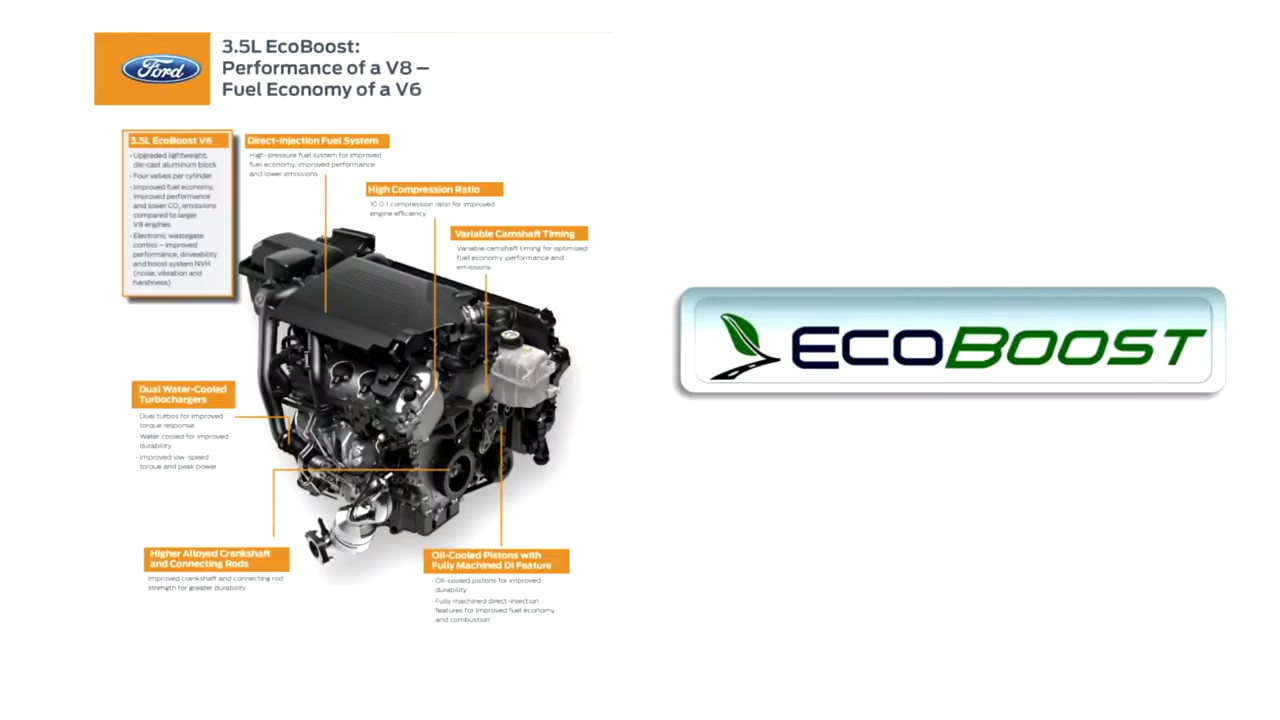 Ford
3.5L EcoBoost:
Performance of a V8 –
Fuel Economy of a V6
3.5L EcoBoost V6
· Upgraded lightweight,
die-cast aluminum block
· Four valves per cylinder
· Improved fuel economy,
improved performance
and lower CO₂ emissions
compared to larger
V8 engines
· Electronic wastegate
control – improved
performance, driveability
and boost system NVH
(noise, vibration and
harshness)
Direct-Injection Fuel System
High-pressure fuel system for improved
fuel economy, improved performance
and lower emissions
High Compression Ratio
10.0:1 compression ratio for improved
engine efficiency
Variable Camshaft Timing
Variable camshaft timing for optimized
fuel economy, performance and
emissions
ECOBOOST
Dual Water-Cooled
Turbochargers
· Dual turbos for improved
torque response
· Water cooled for improved
durability
· Improved low-speed
torque and peak power
Higher Alloyed Crankshaft
and Connecting Rods
Improved crankshaft and connecting rod
strength for greater durability
Oil-Cooled Pistons with
Fully Machined DI Feature
· Oil-cooled pistons for improved
durability
· Fully machined direct-injection
features for improved fuel economy
and combustion